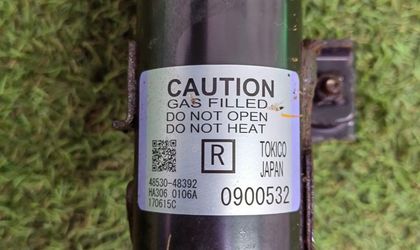 CAUTION
GAS FILLED
DO NOT OPEN
DO NOT HEAT
R
TOKICO
JAPAN
48530-48392
HA306 0106A
170615C
0900532